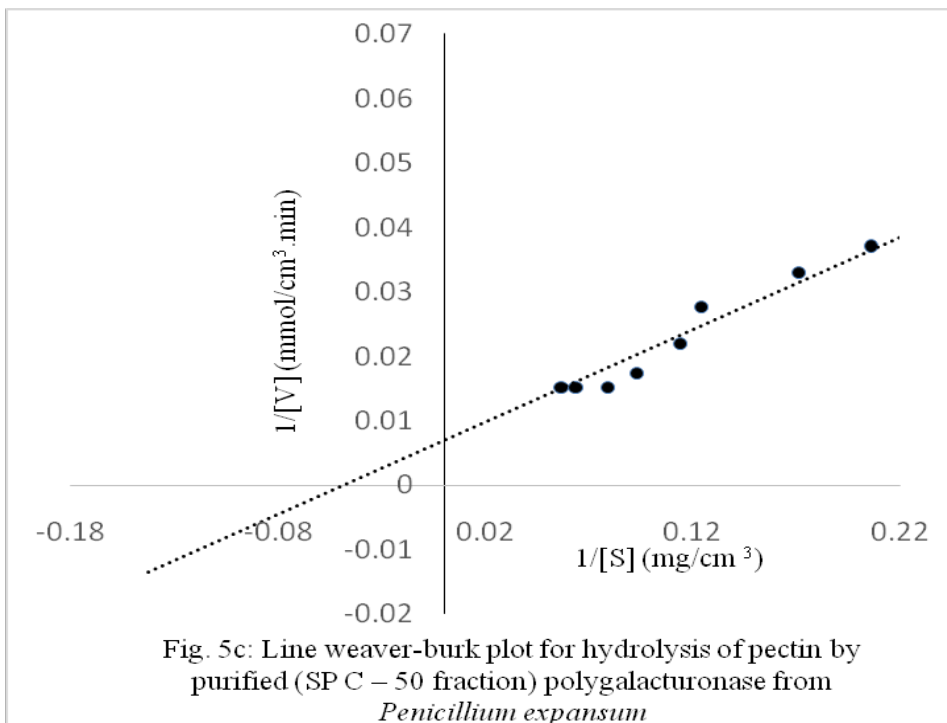 0.07
0.06
0.05
0.04
0.03
0.02
0.01
0
-0.01
-0.02
1/[V] (mmol/cm³.min)
-0.18 -0.08 0.02 0.12 0.22
1/[S] (mg/cm ³)
Fig. 5c: Line weaver-burk plot for hydrolysis of pectin by
purified (SP C – 50 fraction) polygalacturonase from
Penicillium expansum